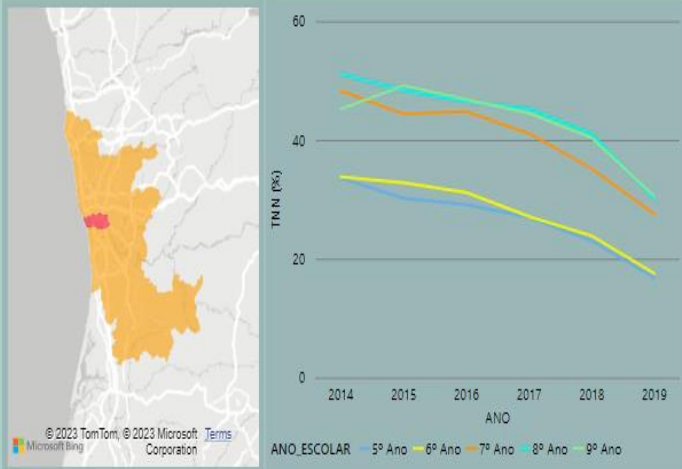 © 2023 TomTom, © 2023 Microsoft Corporation Terms
Microsoft Bing
TNN (%)
60
40
20
0
2014 2015 2016 2017 2018 2019
ANO
ANO_ESCOLAR 5º Ano 6º Ano 7º Ano 8º Ano 9º Ano